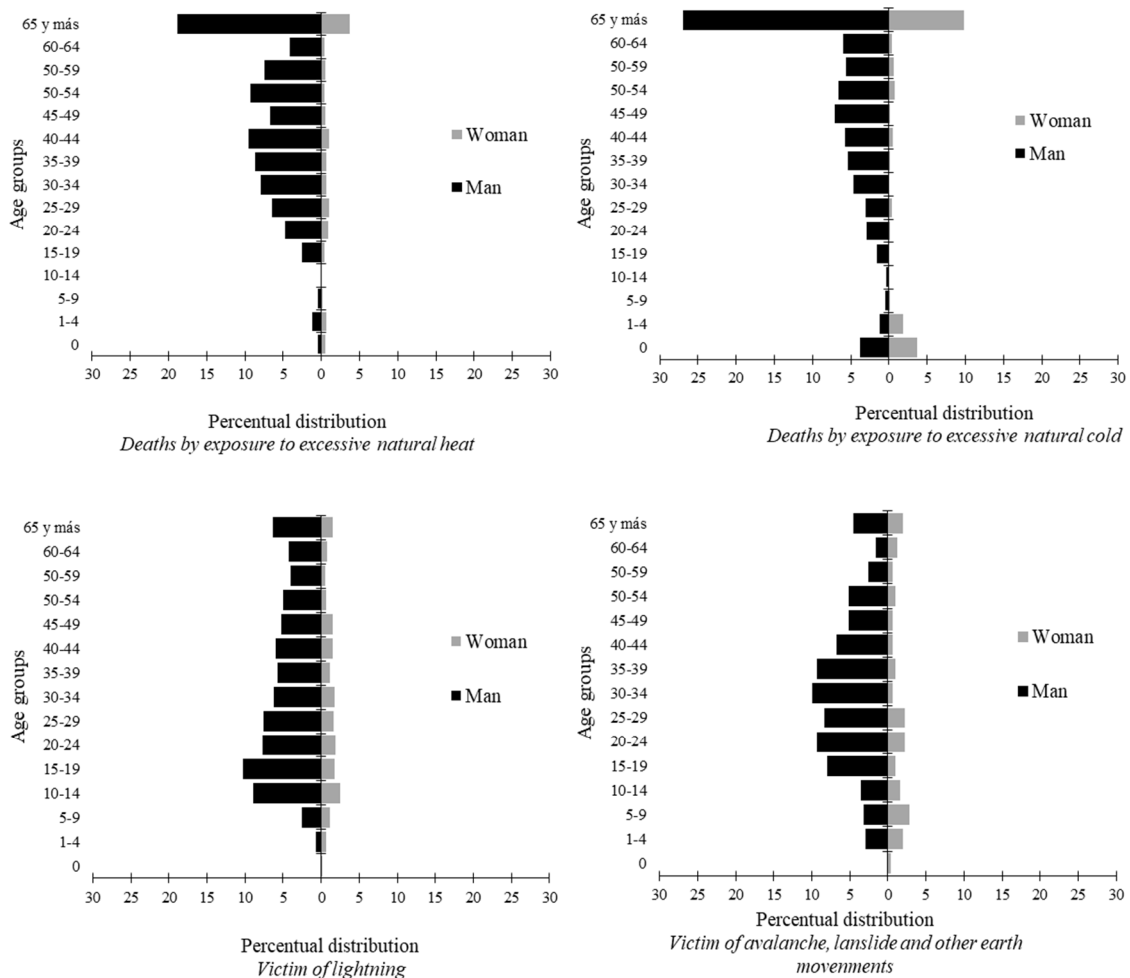 65 y más
60-64
50-59
50-54
45-49
40-44
35-39
30-34
25-29
20-24
15-19
10-14
5-9
1-4
0
Age groups
Woman
Man
30 25 20 15 10 5 0 5 10 15 20 25 30
Percentual distribution
Deaths by exposure to excessive natural heat
65 y más
60-64
50-59
50-54
45-49
40-44
35-39
30-34
25-29
20-24
15-19
10-14
5-9
1-4
0
Age groups
Woman
Man
30 25 20 15 10 5 0 5 10 15 20 25 30
Percentual distribution
Deaths by exposure to excessive natural cold
65 y más
60-64
50-59
50-54
45-49
40-44
35-39
30-34
25-29
20-24
15-19
10-14
5-9
1-4
0
Age groups
Woman
Man
30 25 20 15 10 5 0 5 10 15 20 25 30
Percentual distribution
Victim of lightning
65 y más
60-64
50-59
50-54
45-49
40-44
35-39
30-34
25-29
20-24
15-19
10-14
5-9
1-4
0
Age groups
Woman
Man
30 25 20 15 10 5 0 5 10 15 20 25 30
Percentual distribution
Victim of avalanche, lanslide and other earth
movenments